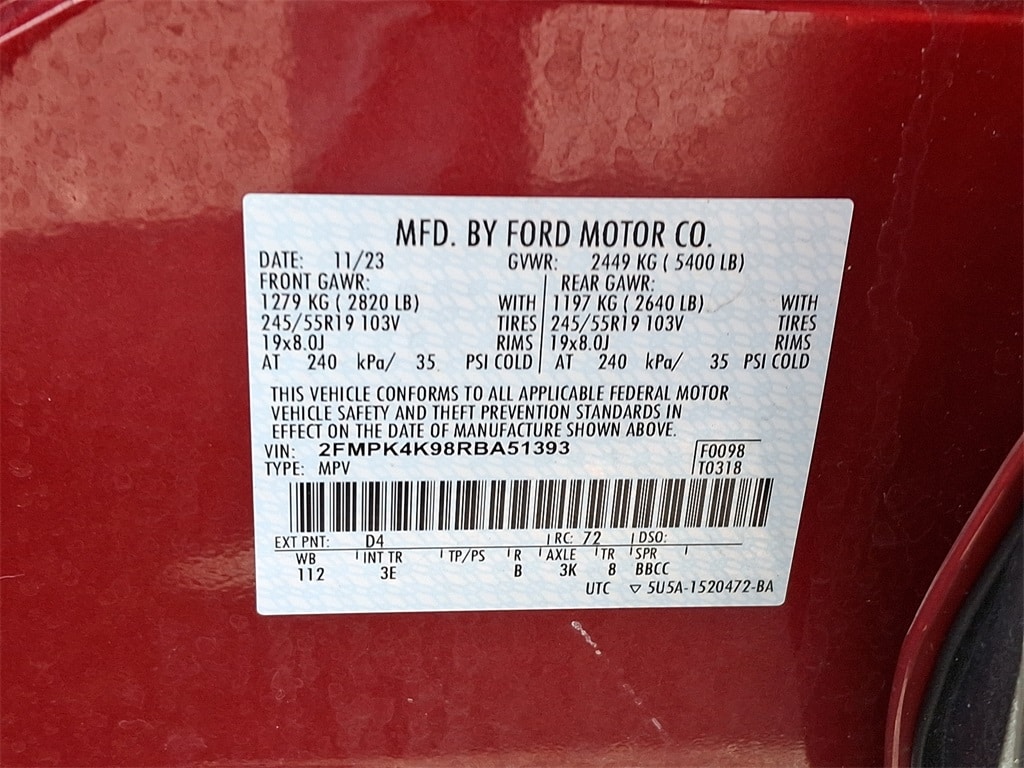 MFD. BY FORD MOTOR CO.
DATE: 11/23 GVWR: 2449 KG ( 5400 LB)
FRONT GAWR: REAR GAWR:
1279 KG ( 2820 LB) WITH 1197 KG ( 2640 LB) WITH
245/55R19 103V TIRES 245/55R19 103V TIRES
19x8.0J RIMS 19x8.0J RIMS
AT 240 kPa/ 35 PSI COLD AT 240 kPa/ 35 PSI COLD
THIS VEHICLE CONFORMS TO ALL APPLICABLE FEDERAL MOTOR
VEHICLE SAFETY AND THEFT PREVENTION STANDARDS IN
EFFECT ON THE DATE OF MANUFACTURE SHOWN ABOVE.
VIN: 2FMPK4K98RBA51393 F0098
TYPE: MPV T0318
EXT PNT: D4 RC: 72 DSO:
WB INT TR TP/PS R AXLE TR SPR
112 3E B 3K 8 BBCC
UTC ▽ 5U5A-1520472-BA